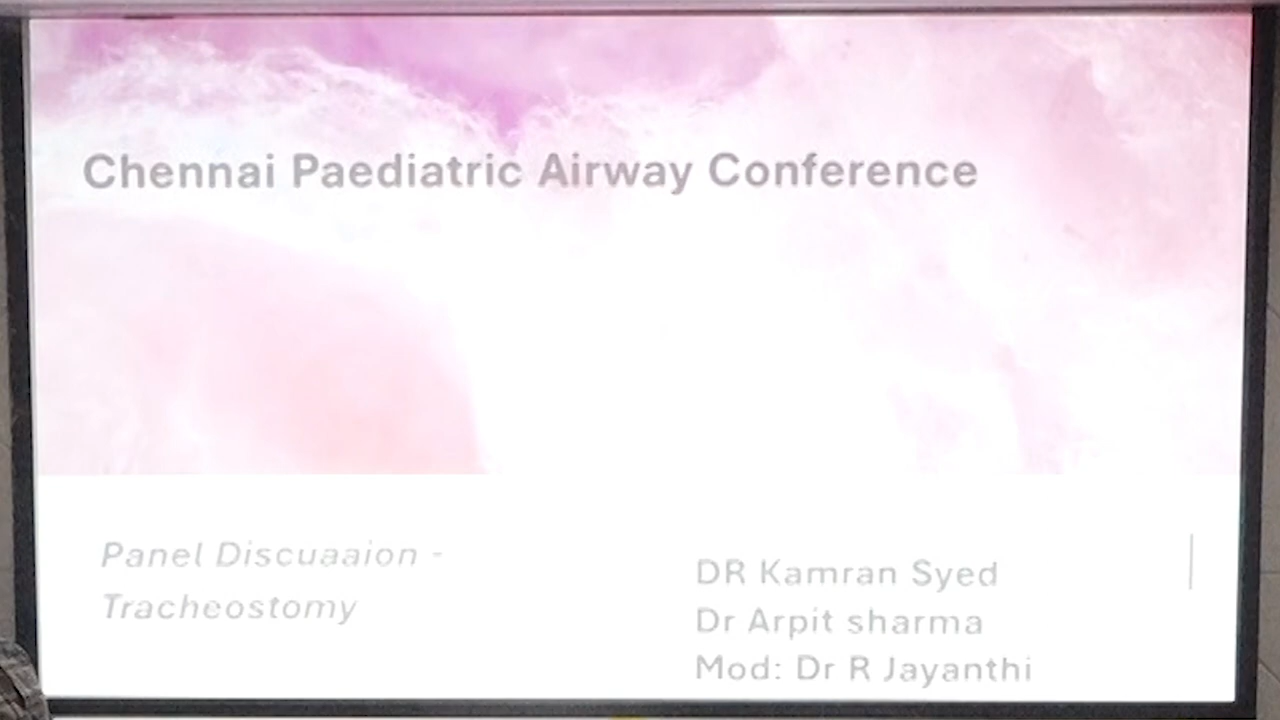 Chennai Paediatric Airway Conference
Panel Discuaaion -
Tracheostomy
DR Kamran Syed
Dr Arpit sharma
Mod: Dr R Jayanthi